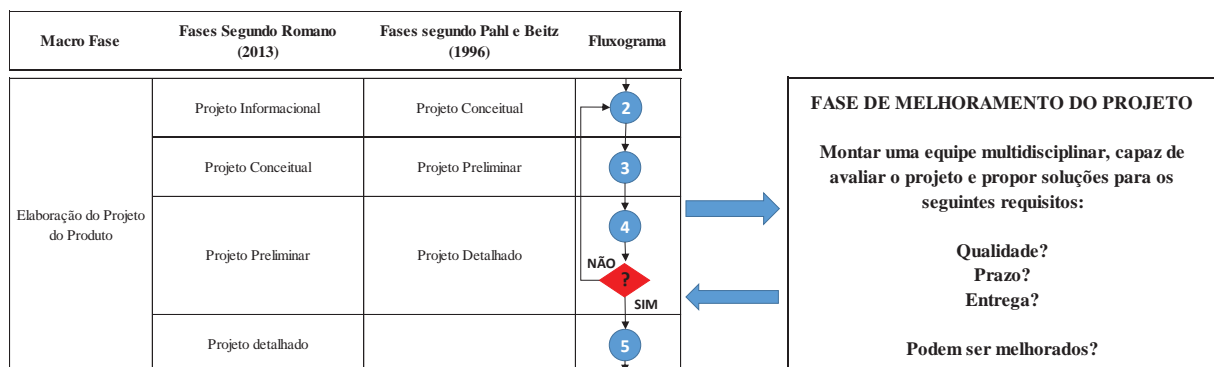 Macro Fase
Fases Segundo Romano
(2013)
Fases segundo Pahl e Beitz
(1996)
Fluxograma
Elaboração do Projeto
do Produto
Projeto Informacional
Projeto Conceitual
2
Projeto Conceitual
Projeto Preliminar
3
Projeto Preliminar
Projeto Detalhado
4
NÃO
?
SIM
Projeto detalhado
5
FASE DE MELHORAMENTO DO PROJETO
Montar uma equipe multidisciplinar, capaz de
avaliar o projeto e propor soluções para os
seguintes requisitos:
Qualidade?
Prazo?
Entrega?
Podem ser melhorados?